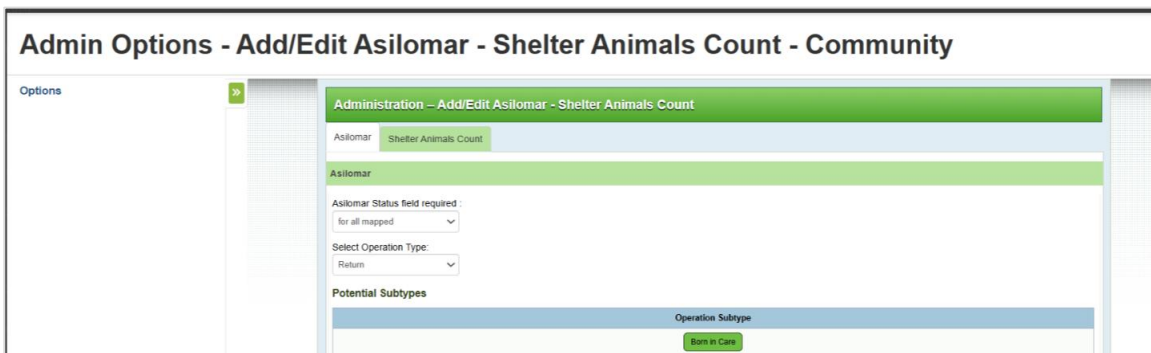 Admin Options - Add/Edit Asilomar - Shelter Animals Count - Community
Options
Administration – Add/Edit Asilomar - Shelter Animals Count
Asilomar Shelter Animals Count
Asilomar
Asilomar Status field required :
for all mapped
Select Operation Type:
Return
Potential Subtypes
Operation Subtype
Born in Care